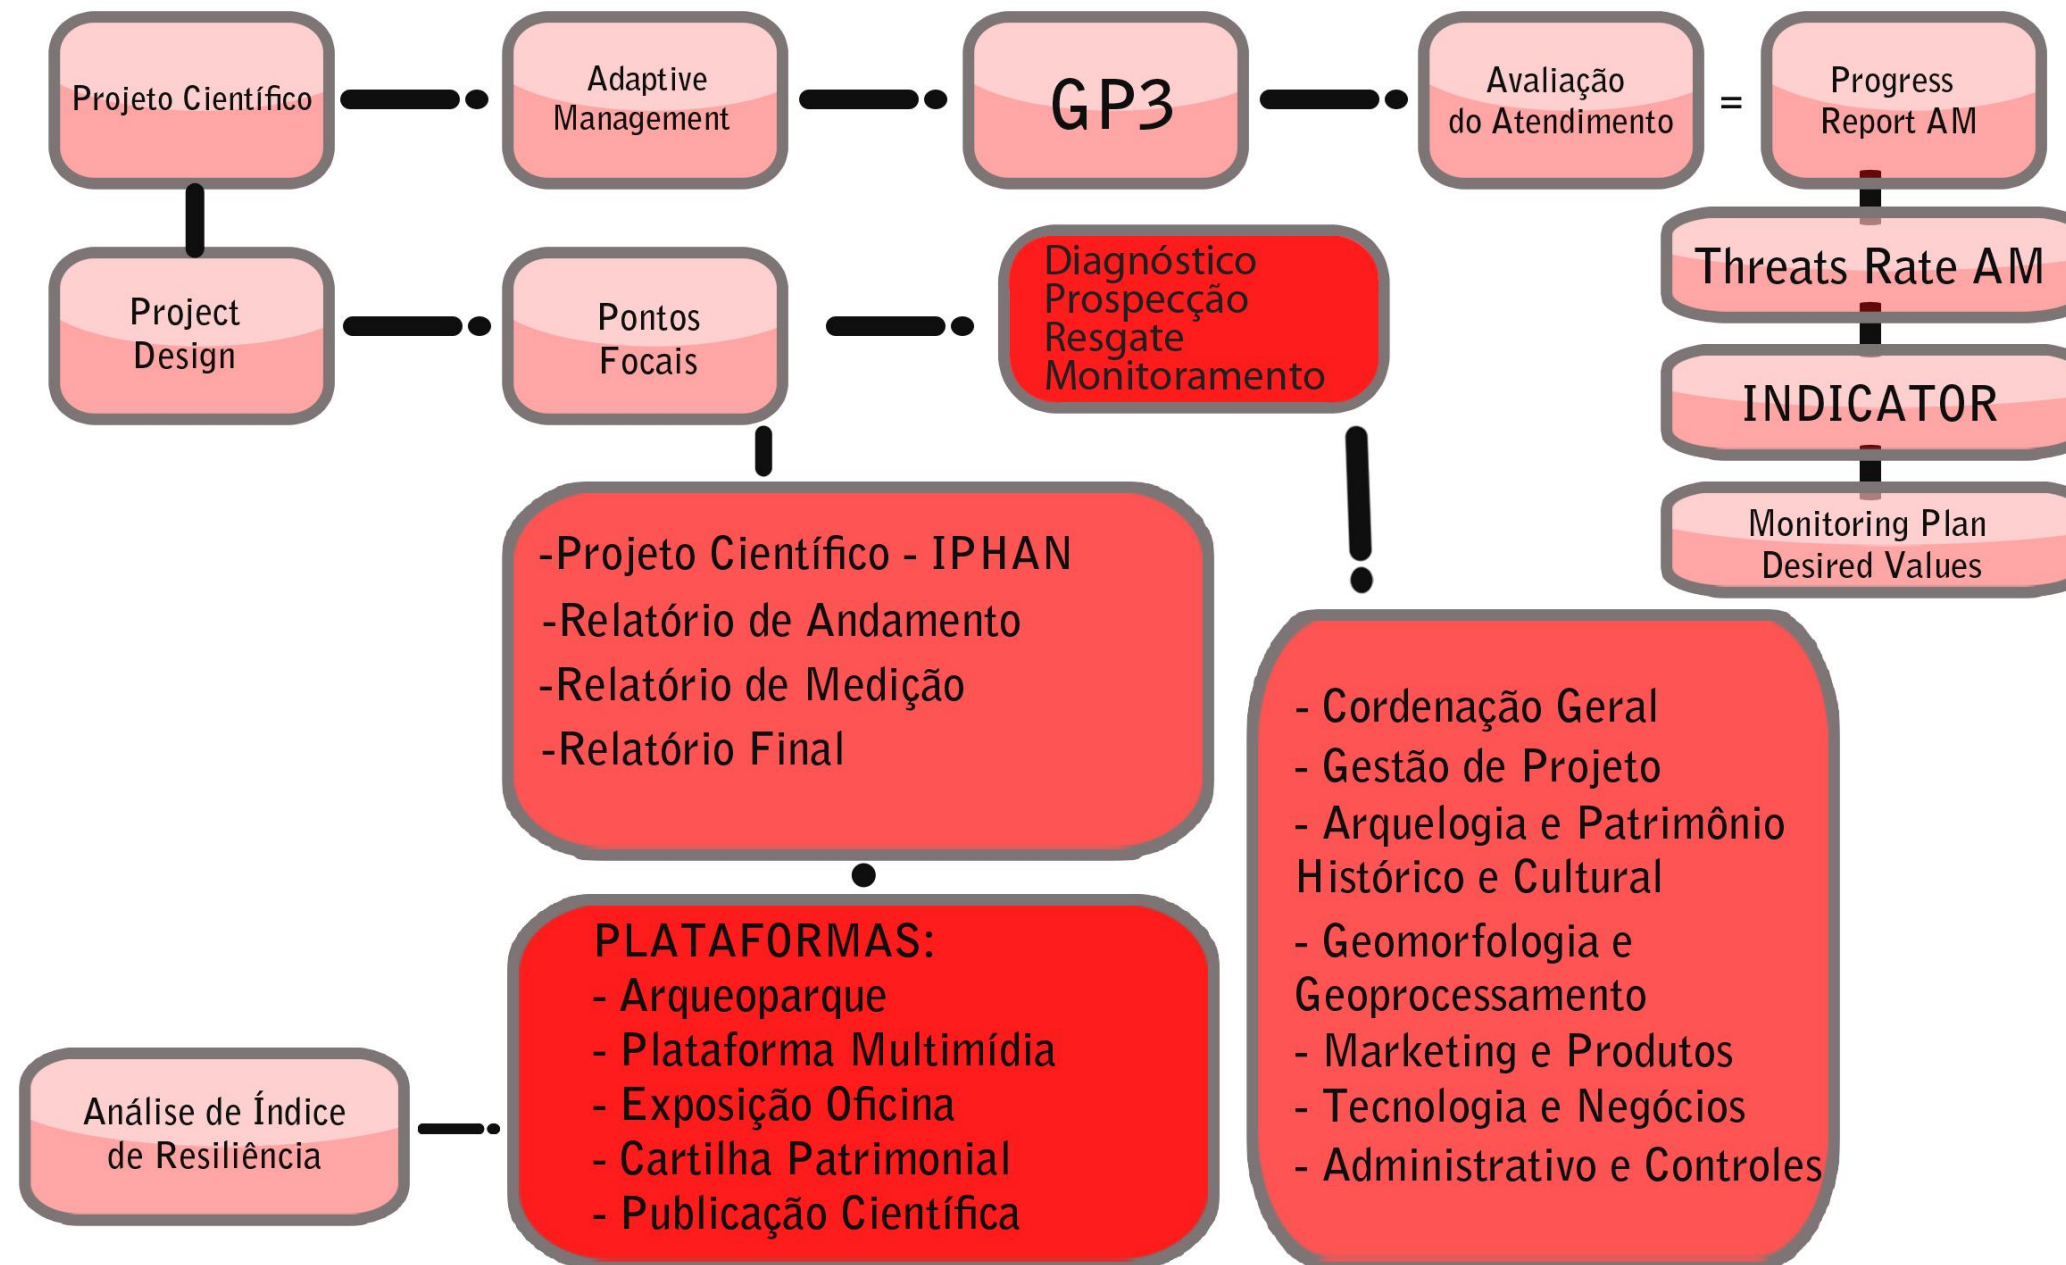 Projeto Científico
Adaptive
Management
GP3
Avaliação
do Atendimento
=
Progress
Report AM
Project
Design
Pontos
Focais
Diagnóstico
Prospecção
Resgate
Monitoramento
Threats Rate AM
INDICATOR
Monitoring Plan
Desired Values
-Projeto Científico - IPHAN
-Relatório de Andamento
-Relatório de Medição
-Relatório Final
- Cordenação Geral
- Gestão de Projeto
- Arquelogia e Patrimônio
Histórico e Cultural
- Geomorfologia e
Geoprocessamento
- Marketing e Produtos
- Tecnologia e Negócios
- Administrativo e Controles
PLATAFORMAS:
- Arqueoparque
- Plataforma Multimídia
- Exposição Oficina
- Cartilha Patrimonial
- Publicação Científica
Análise de Índice
de Resiliência